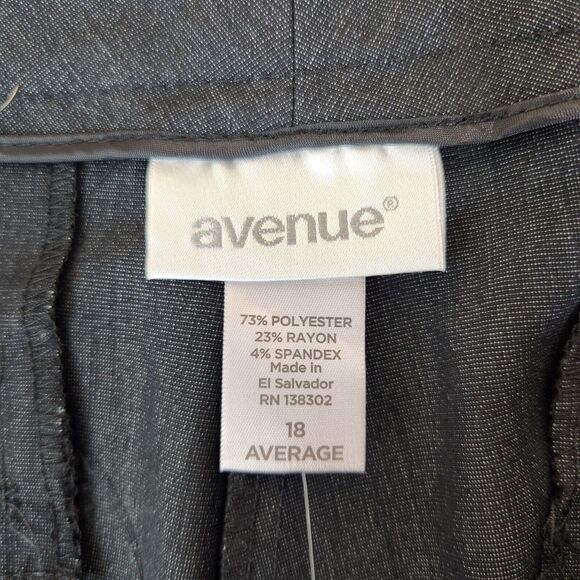 avenue®
73% POLYESTER
23% RAYON
4% SPANDEX
Made in
El Salvador
RN 138302
18
AVERAGE